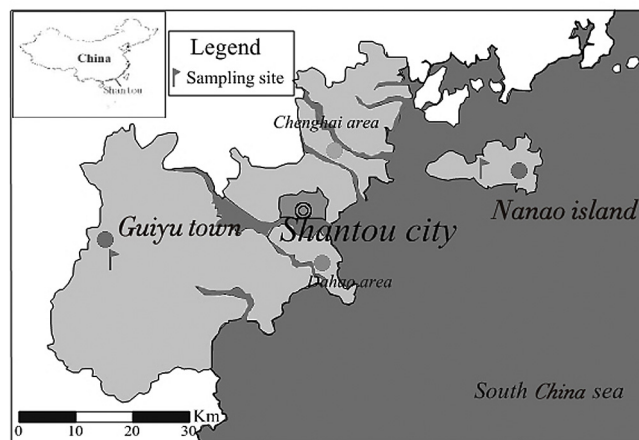 China
Shantou
Legend
Sampling site
Chenghai area
Nanao island
Guiyu town
Shantou city
Dahao area
South China sea
Km
0 10 20 30